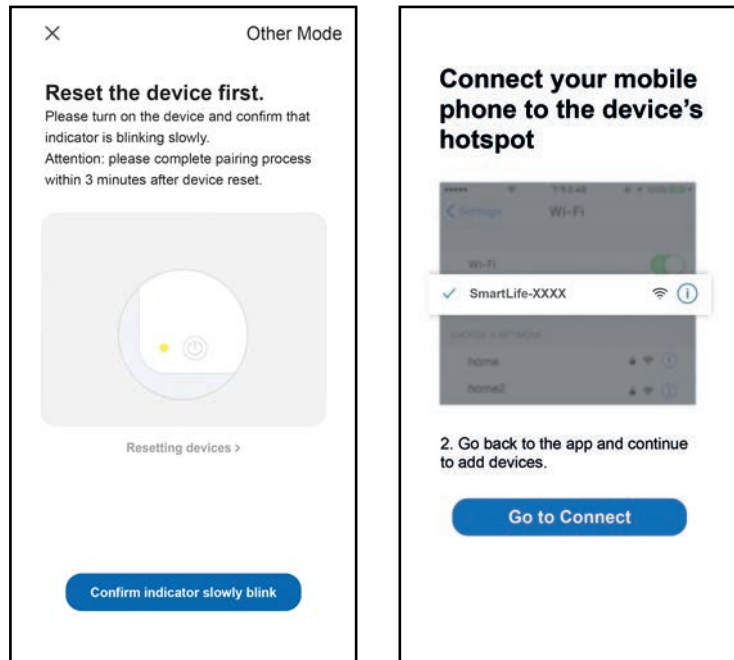 Other Mode
Reset the device first.
Please turn on the device and confirm that
indicator is blinking slowly.
Attention: please complete pairing process
within 3 minutes after device reset.
Resetting devices >
Confirm indicator slowly blink
Connect your mobile
phone to the device's
hotspot
Settings Wi-Fi
Wi-Fi
SmartLife-XXXX
CHOOSE A NETWORK
home
home2
2. Go back to the app and continue
to add devices.
Go to Connect